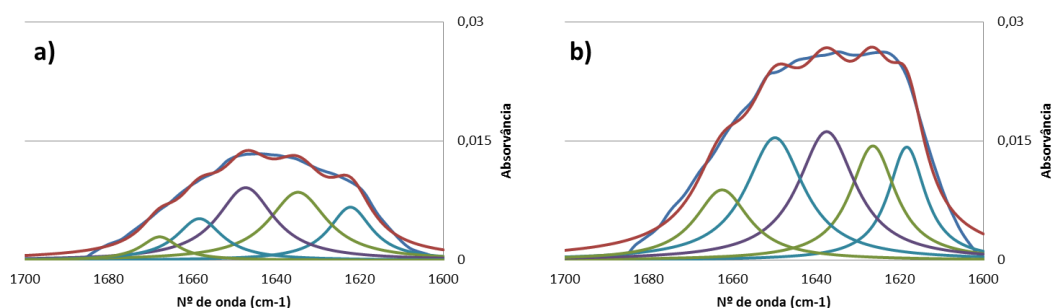 a)
0,03
0,015
0
Absorvância
1700 1680 1660 1640 1620 1600
Nº de onda (cm-1)
b)
0,03
0,015
0
Absorvância
1700 1680 1660 1640 1620 1600
Nº de onda (cm-1)